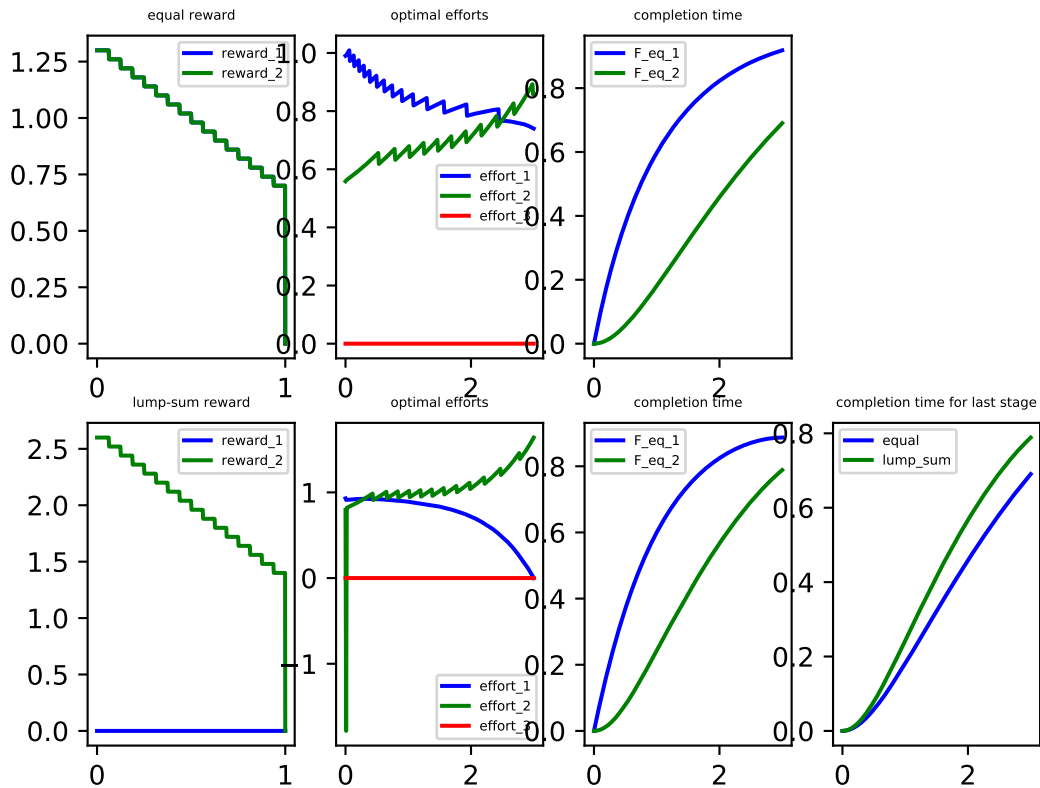 equal reward
1.25
1.00
0.75
0.50
0.25
0.00
0
1
reward_1
reward_2
optimal efforts
1.0
0.8
0.6
0.4
0.2
0.0
0
2
effort_1
effort_2
effort_3
completion time
0.8
0.6
0.4
0.2
0.0
0
2
F_eq_1
F_eq_2
lump-sum reward
2.5
2.0
1.5
1.0
0.5
0.0
0
1
reward_1
reward_2
optimal efforts
1
0
−1
0
2
effort_1
effort_2
effort_3
completion time
0.8
0.6
0.4
0.2
0.0
0
2
F_eq_1
F_eq_2
completion time for last stage
0.8
0.6
0.4
0.2
0.0
0
2
equal
lump_sum